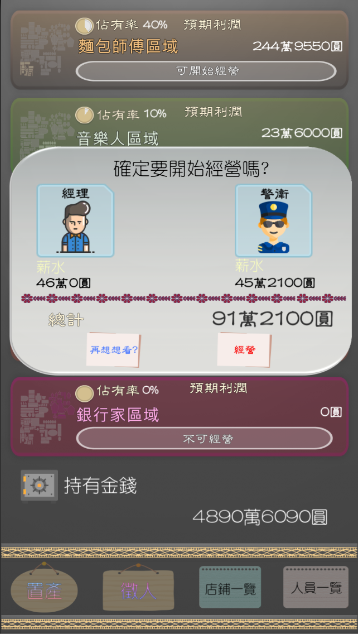 佔有率 40% 預期利潤
麵包師傅區域 244萬9550圓
可開始經營
佔有率 10% 預期利潤
音樂人區域 23萬6000圓
確定要開始經營嗎?
經理 警衛
薪水 薪水
46萬0圓 45萬2100圓
總計 91萬2100圓
再想想看? 經營
佔有率 0% 預期利潤
銀行家區域 0圓
不可經營
持有金錢
4890萬6090圓
置產 徵人 店鋪一覽 人員一覽